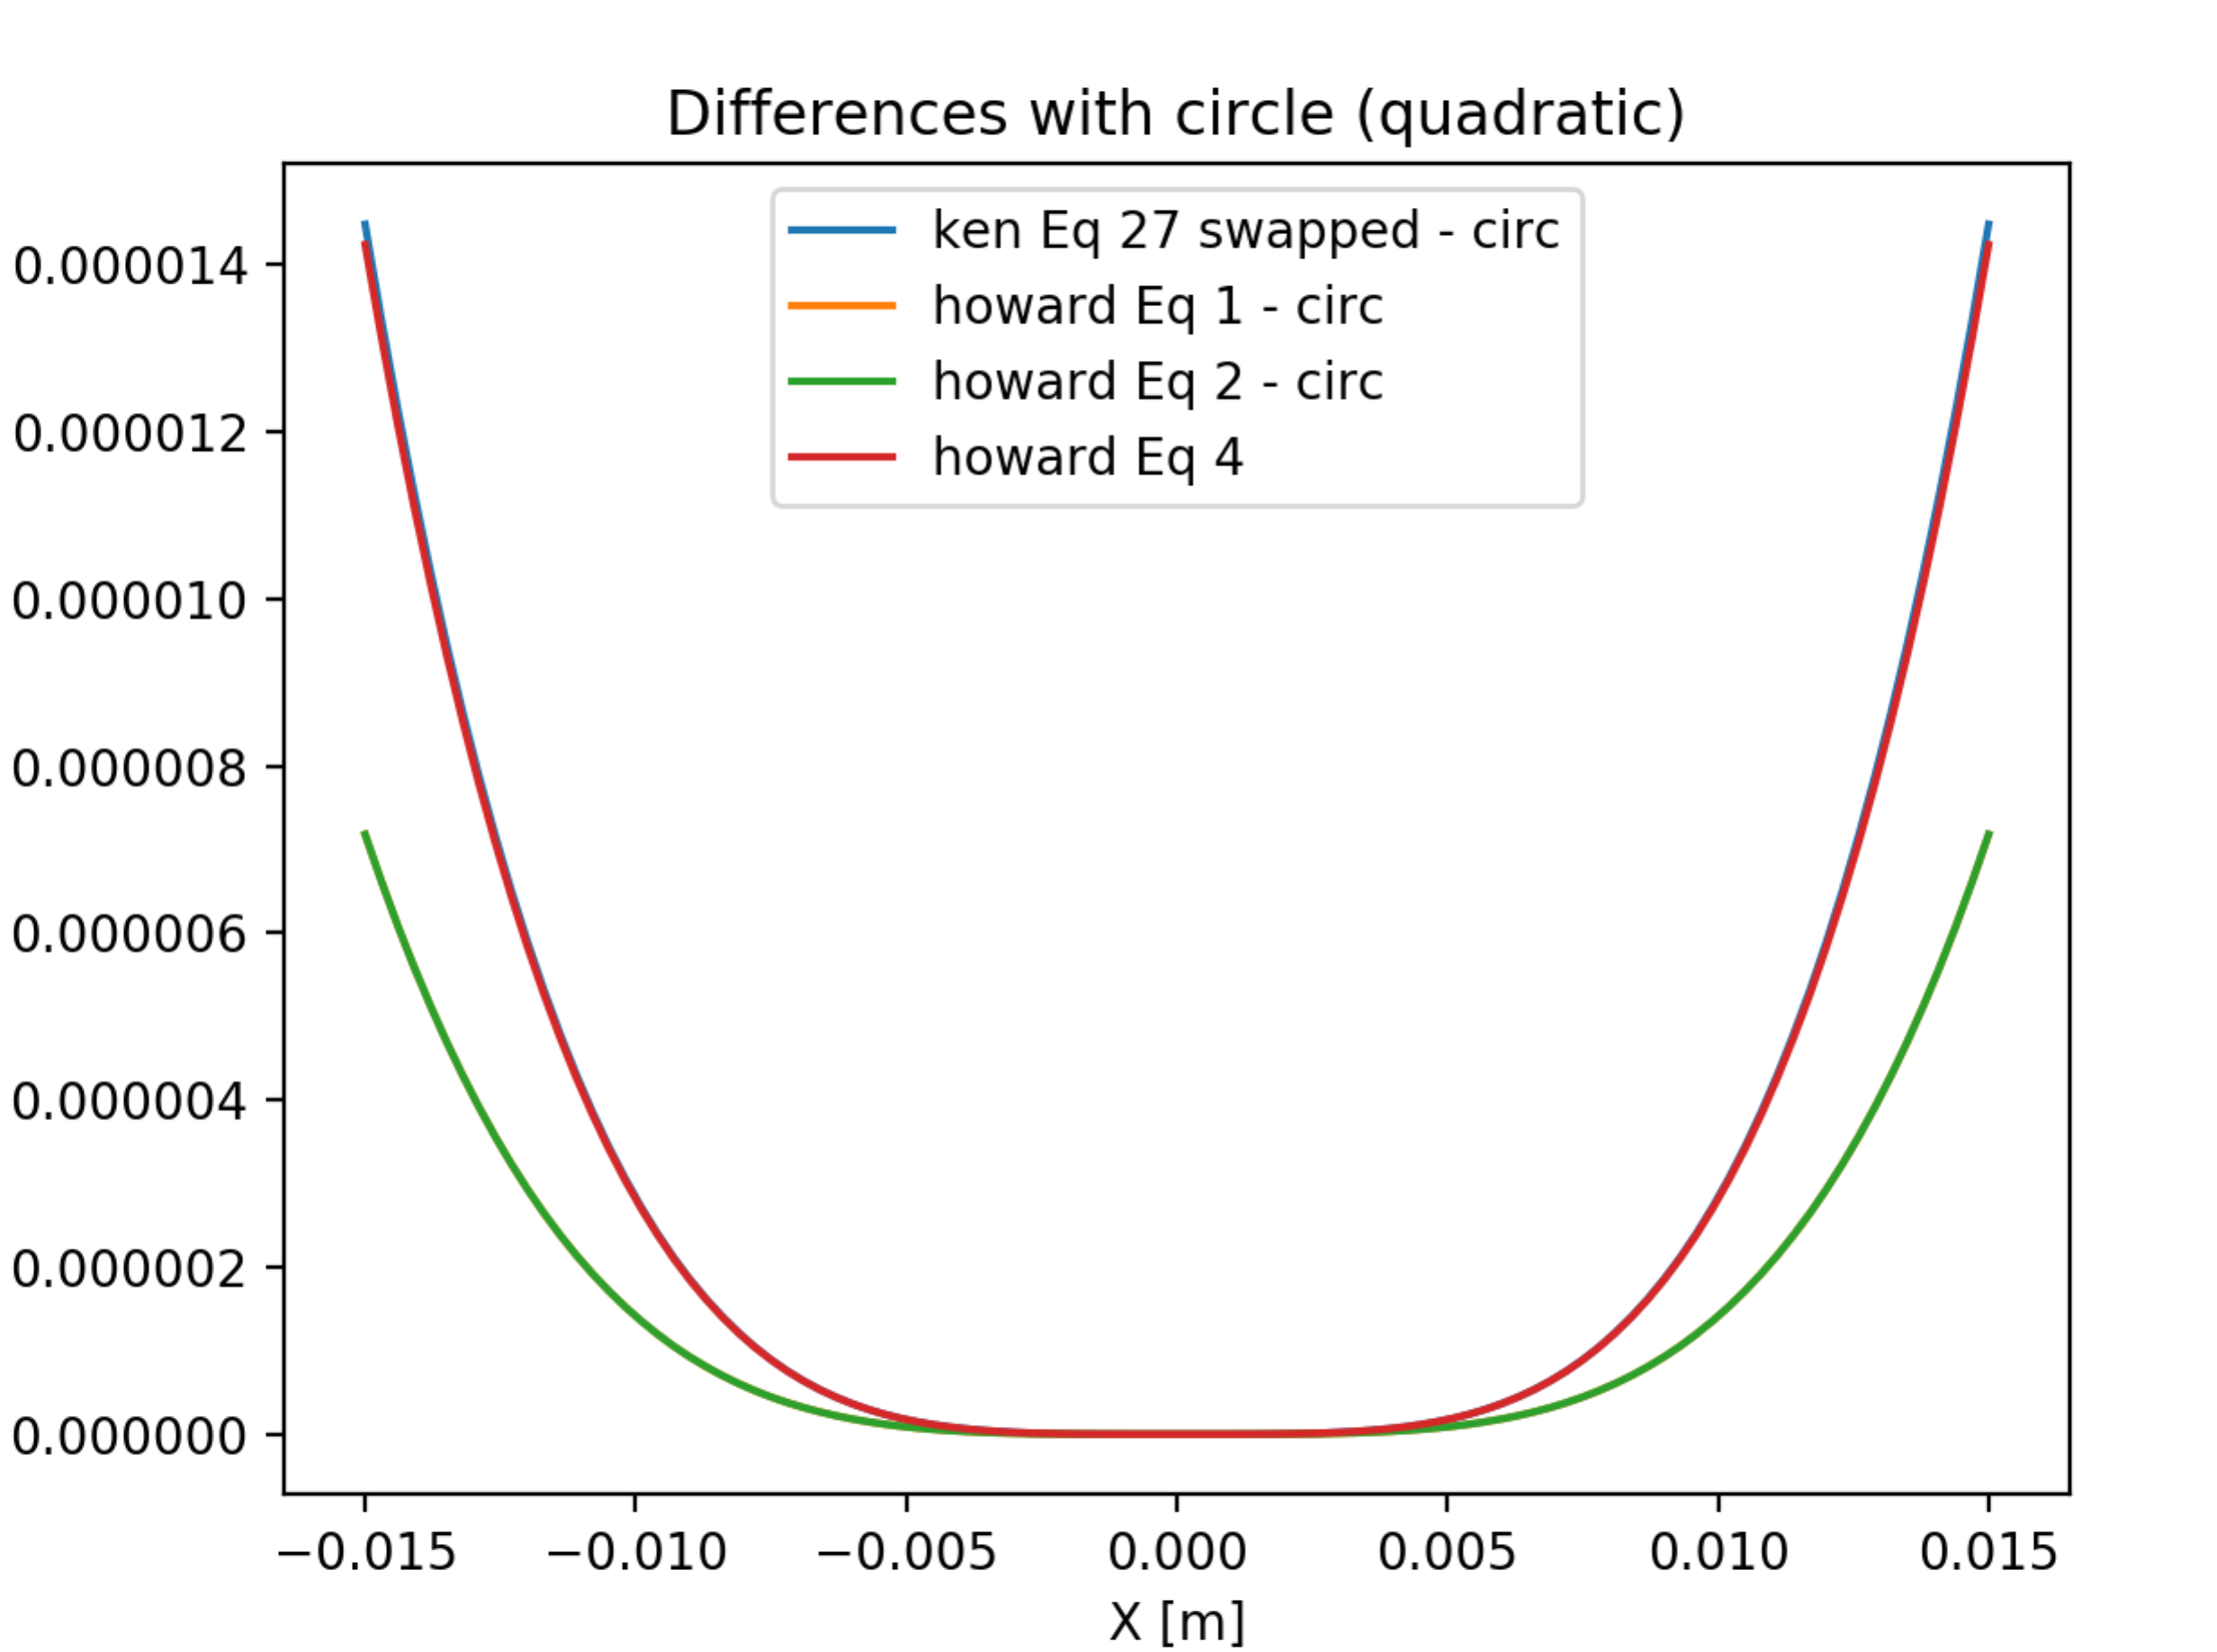 Differences with circle (quadratic)
ken Eq 27 swapped - circ
howard Eq 1 - circ
howard Eq 2 - circ
howard Eq 4
0.000014
0.000012
0.000010
0.000008
0.000006
0.000004
0.000002
0.000000
−0.015 −0.010 −0.005 0.000 0.005 0.010 0.015
X [m]